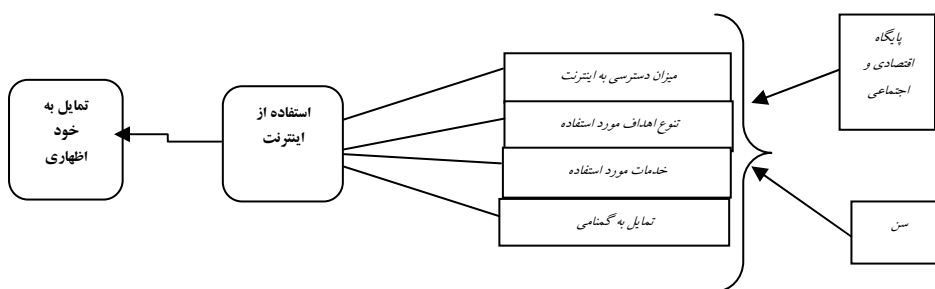 پایگاه
اقتصادی و
اجتماعی
میزان دسترسی به اینترنت
تنوع اهداف مورد استفاده
خدمات مورد استفاده
تمایل به گمنامی
استفاده از
اینترنت
تمایل به
خود
اظهاری
سن